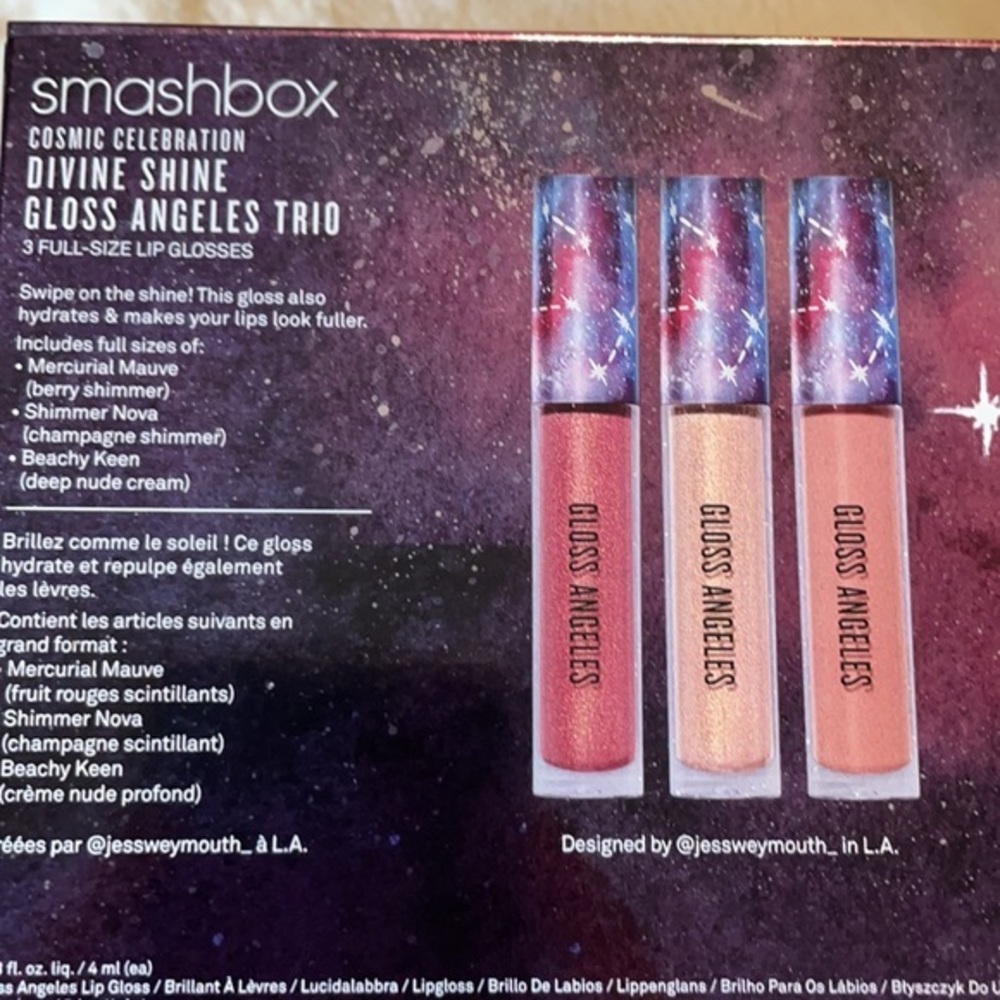 smashbox
COSMIC CELEBRATION
DIVINE SHINE
GLOSS ANGELES TRIO
3 FULL-SIZE LIP GLOSSES
Swipe on the shine! This gloss also
hydrates & makes your lips look fuller.
Includes full sizes of:
• Mercurial Mauve
(berry shimmer)
• Shimmer Nova
(champagne shimmer)
• Beachy Keen
(deep nude cream)
Brillez comme le soleil ! Ce gloss
hydrate et repulpe également
les lèvres.
Contient les articles suivants en
grand format :
Mercurial Mauve
(fruit rouges scintillants)
Shimmer Nova
(champagne scintillant)
Beachy Keen
(crème nude profond)
par @jessweymouth_ à L.A.
GLOSS ANGELES
GLOSS ANGELES
GLOSS ANGELES
Designed by @jessweymouth_ in L.A.
fl. oz. liq. / 4 ml (ea)
Angeles Lip Gloss / Brillant À Lèvres / Lucidalabbra / Lipgloss / Brillo De Labios / Lippenglans / Brilho Para Os Lábios / Błyszczyk Do